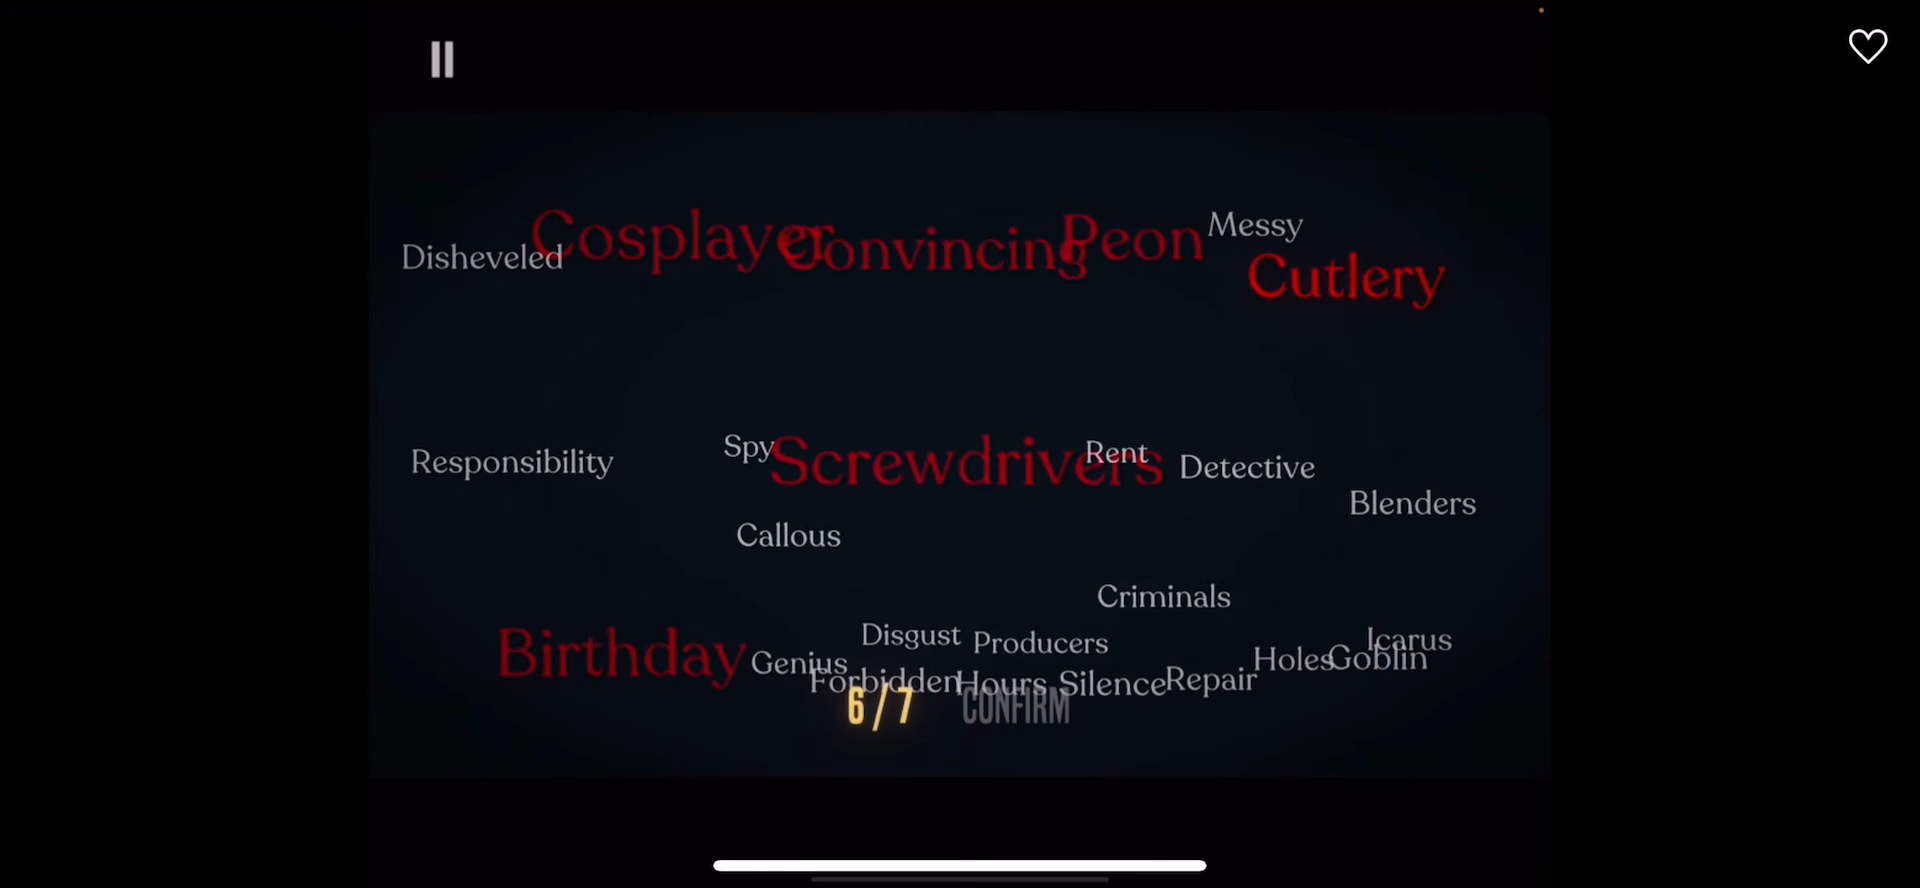 Cosplayer Convincing Peon Messy
Disheveled
Cutlery
Responsibility Spy Screwdrivers Rent Detective
Blenders
Callous
Criminals
Disgust Producers Icarus
Birthday Genius Holes Goblin
Forbidden Hours Silence Repair
6/7 CONFIRM